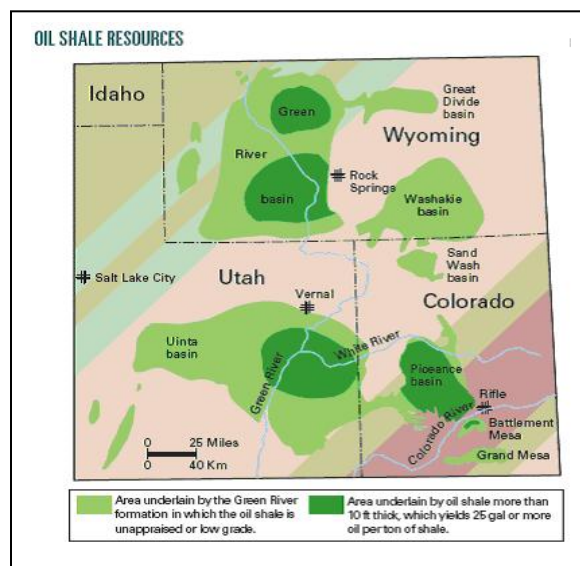 OIL SHALE RESOURCES
Idaho
Great
Divide
basin
Green
Wyoming
River
Rock
Springs
basin
Washakie
basin
Sand
Wash
basin
Utah
Salt Lake City
Vernal
Colorado
Uinta
basin
White River
Green River
Piceance
basin
Rifle
Colorado River
Battlement
Mesa
Grand Mesa
0 25 Miles
0 40 Km
Area underlain by the Green River
formation in which the oil shale is
unappraised or low grade.
Area underlain by oil shale more than
10 ft thick, which yields 25 gal or more
oil per ton of shale.